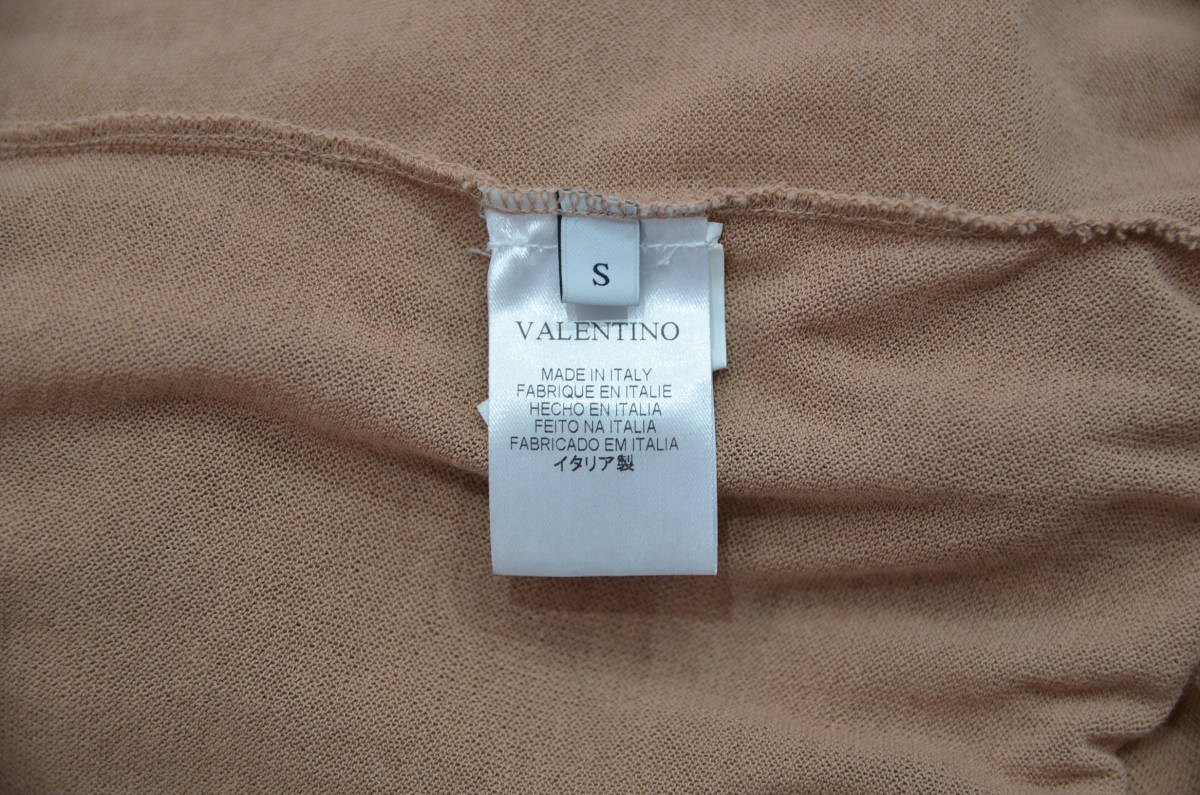 S
VALENTINO
MADE IN ITALY
FABRIQUE EN ITALIE
HECHO EN ITALIA
FEITO NA ITALIA
FABRICADO EM ITALIA
イタリア製